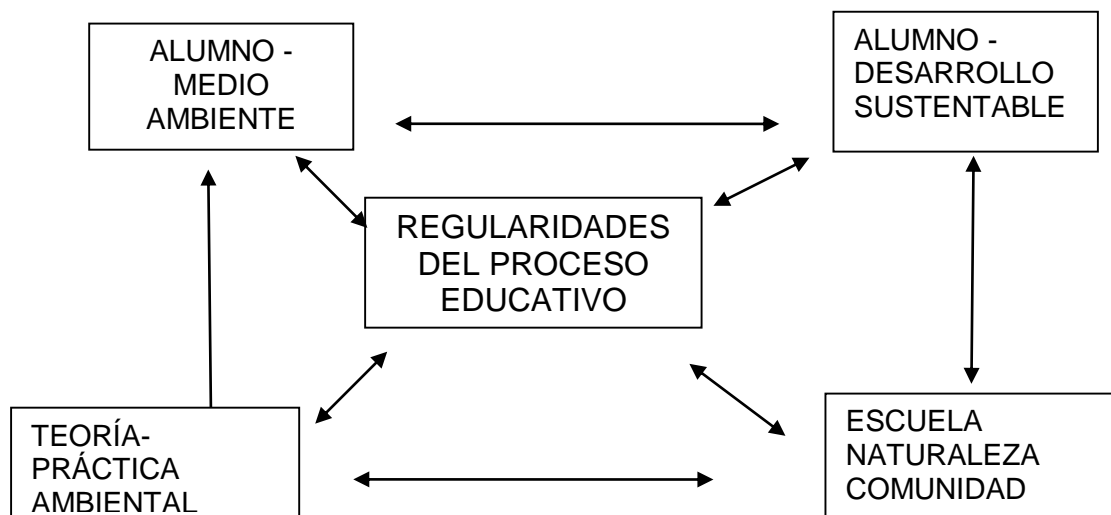 ALUMNO -
MEDIO
AMBIENTE
ALUMNO -
DESARROLLO
SUSTENTABLE
REGULARIDADES
DEL PROCESO
EDUCATIVO
TEORÍA-
PRÁCTICA
AMBIENTAL
ESCUELA
NATURALEZA
COMUNIDAD